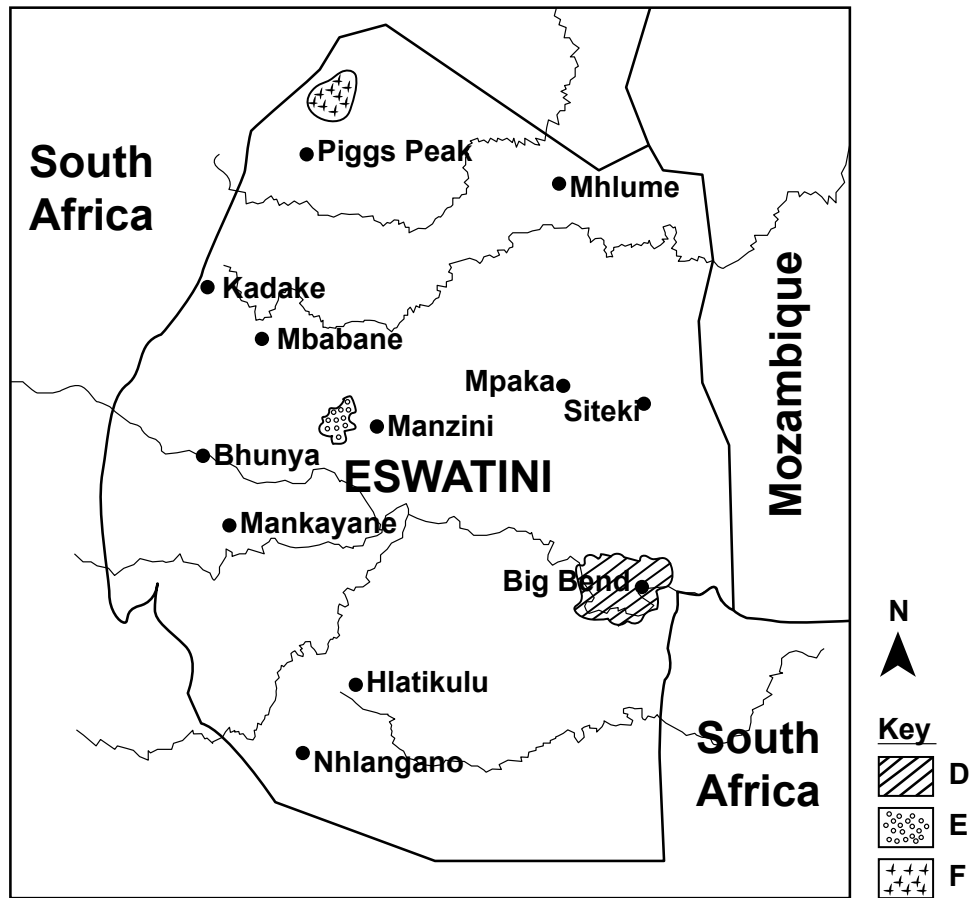 South
Africa
Piggs Peak
Mhlume
Kadake
Mbabane
Mozambique
Mpaka
Siteki
Manzini
Bhunya
ESWATINI
Mankayane
Big Bend
N
Hlatikulu
Nhlangano
South
Africa
Key
D
E
F